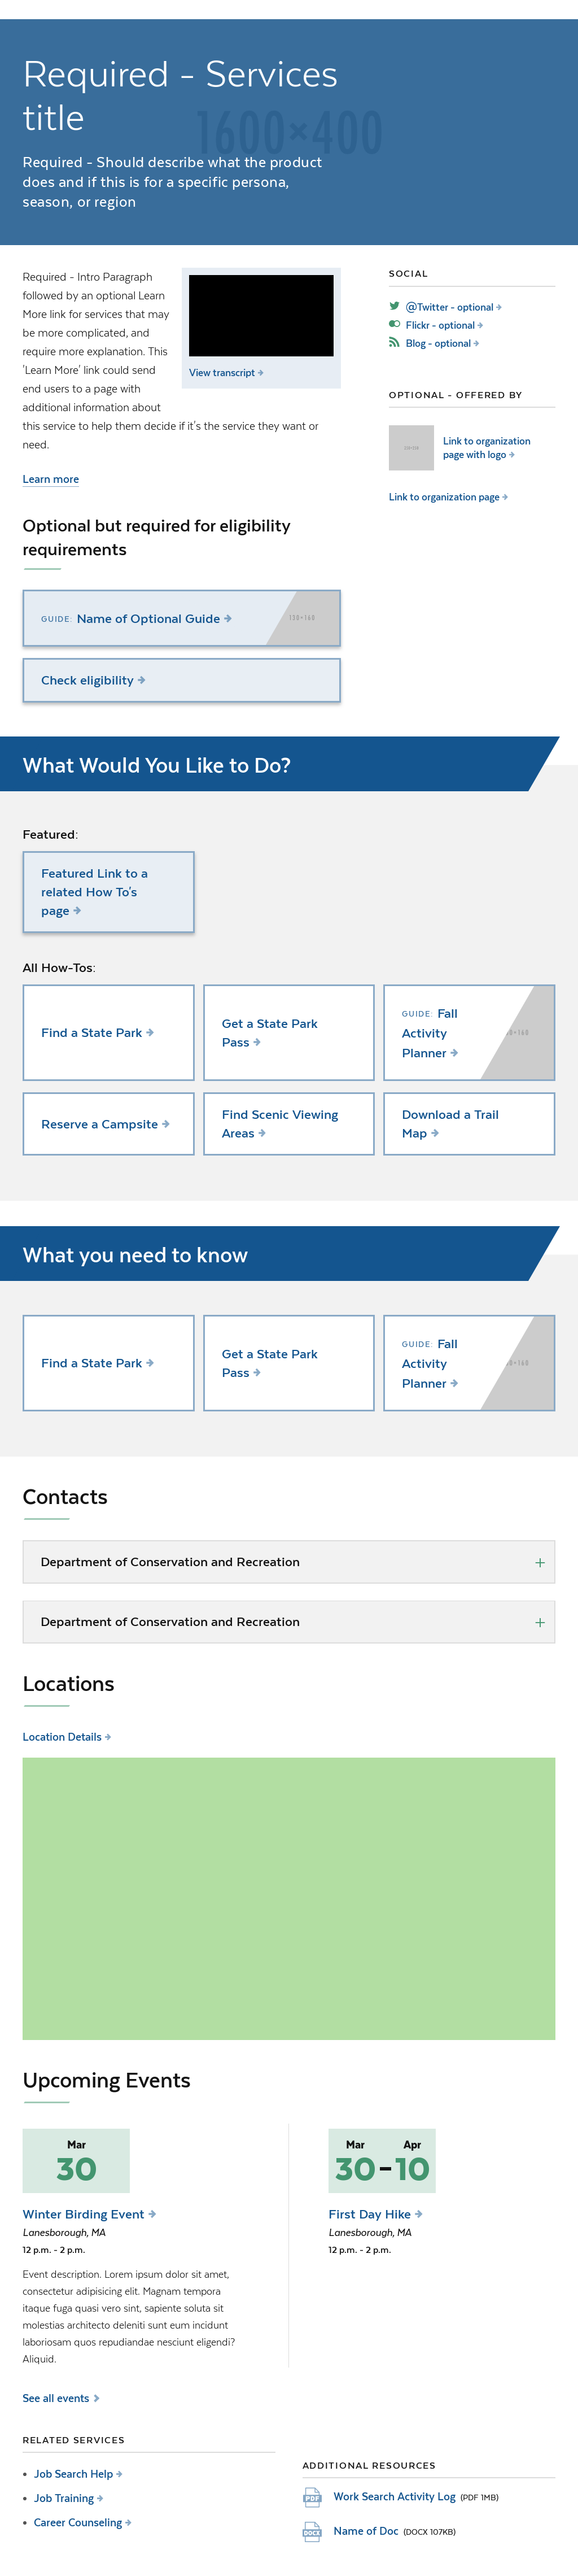 Required - Services
title
1600×400
Required - Should describe what the product
does and if this is for a specific persona,
season, or region
Required - Intro Paragraph
followed by an optional Learn
More link for services that may
be more complicated, and
require more explanation. This
'Learn More' link could send
end users to a page with
additional information about
this service to help them decide if it's the service they want or
need.
View transcript
Learn more
SOCIAL
@Twitter - optional
Flickr - optional
Blog - optional
OPTIONAL - OFFERED BY
Link to organization
page with logo
Link to organization page
Optional but required for eligibility
requirements
GUIDE: Name of Optional Guide
130×160
Check eligibility
What Would You Like to Do?
Featured:
Featured Link to a
related How To's
page
All How-Tos:
Find a State Park
Get a State Park
Pass
GUIDE: Fall
Activity
Planner
Reserve a Campsite
Find Scenic Viewing
Areas
Download a Trail
Map
What you need to know
Find a State Park
Get a State Park
Pass
GUIDE: Fall
Activity
Planner
Contacts
Department of Conservation and Recreation
Department of Conservation and Recreation
Locations
Location Details
Upcoming Events
Mar
30
Winter Birding Event
Lanesborough, MA
12 p.m. - 2 p.m.
Event description. Lorem ipsum dolor sit amet,
consectetur adipisicing elit. Magnam tempora
itaque fuga quasi vero sint, sapiente soluta sit
molestias architecto deleniti sunt eum incidunt
laboriosam quos repudiandae nesciunt eligendi?
Aliquid.
Mar Apr
30-10
First Day Hike
Lanesborough, MA
12 p.m. - 2 p.m.
See all events
RELATED SERVICES
Job Search Help
Job Training
Career Counseling
ADDITIONAL RESOURCES
PDF
Work Search Activity Log (PDF 1MB)
DOCX
Name of Doc (DOCX 107KB)